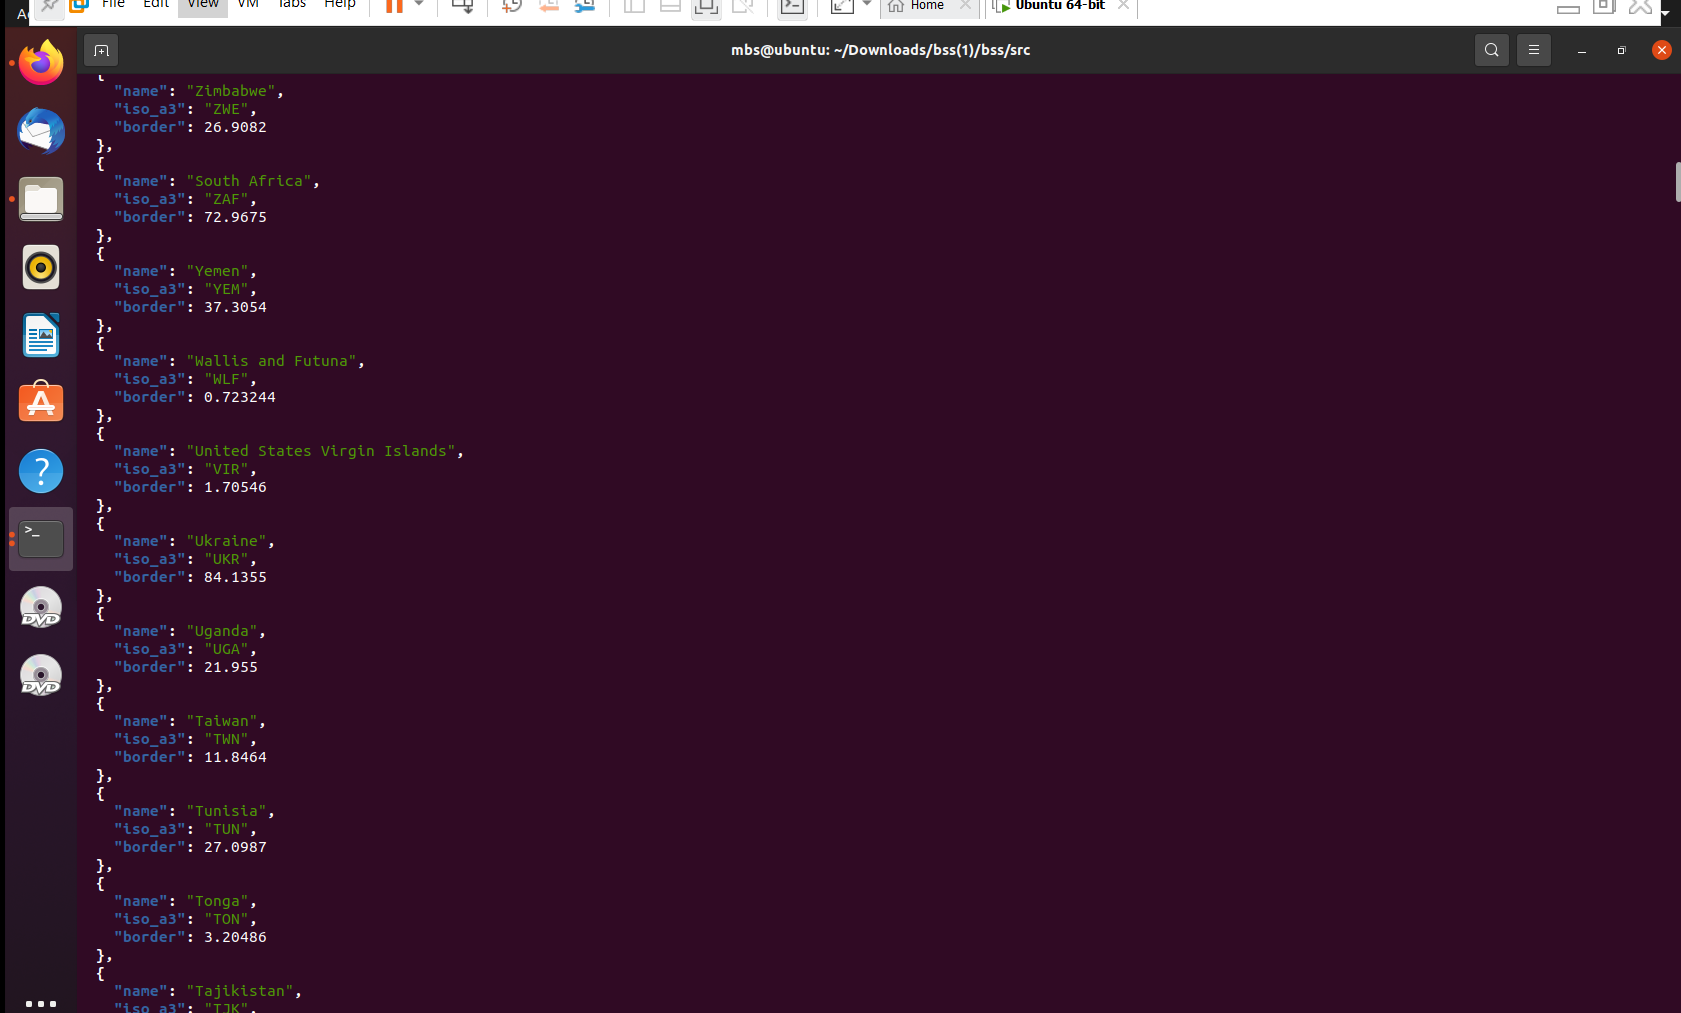 File Edit View VM Tabs Help Home Ubuntu 64-bit
mbs@ubuntu: ~/Downloads/bss(1)/bss/src
{
"name": "Zimbabwe",
"iso_a3": "ZWE",
"border": 26.9082
},
{
"name": "South Africa",
"iso_a3": "ZAF",
"border": 72.9675
},
{
"name": "Yemen",
"iso_a3": "YEM",
"border": 37.3054
},
{
"name": "Wallis and Futuna",
"iso_a3": "WLF",
"border": 0.723244
},
{
"name": "United States Virgin Islands",
"iso_a3": "VIR",
"border": 1.70546
},
{
"name": "Ukraine",
"iso_a3": "UKR",
"border": 84.1355
},
{
"name": "Uganda",
"iso_a3": "UGA",
"border": 21.955
},
{
"name": "Taiwan",
"iso_a3": "TWN",
"border": 11.8464
},
{
"name": "Tunisia",
"iso_a3": "TUN",
"border": 27.0987
},
{
"name": "Tonga",
"iso_a3": "TON",
"border": 3.20486
},
{
"name": "Tajikistan",
"iso_a3": "TJK",
>_
DVD
DVD